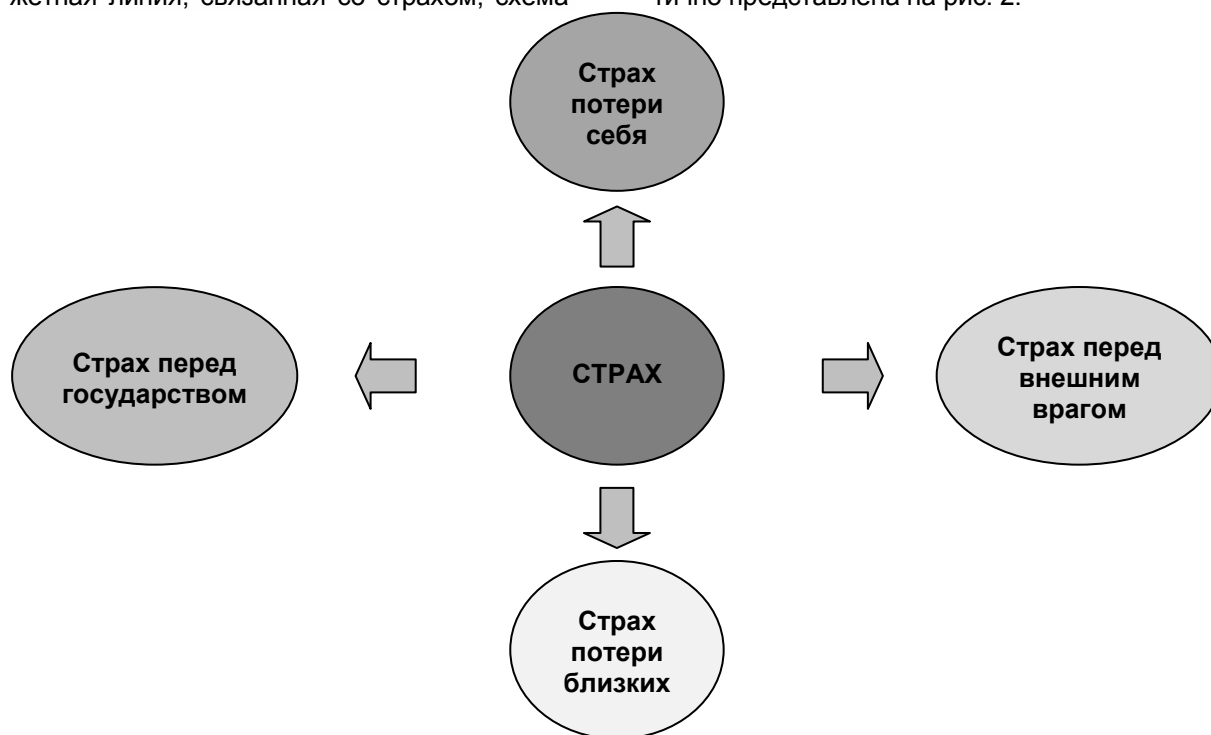 жетная линия, связанная со страхом, схема
тично представлена на рис. 2.
Страх
потери
себя
Страх перед
государством
СТРАХ
Страх перед
внешним
врагом
Страх
потери
близких